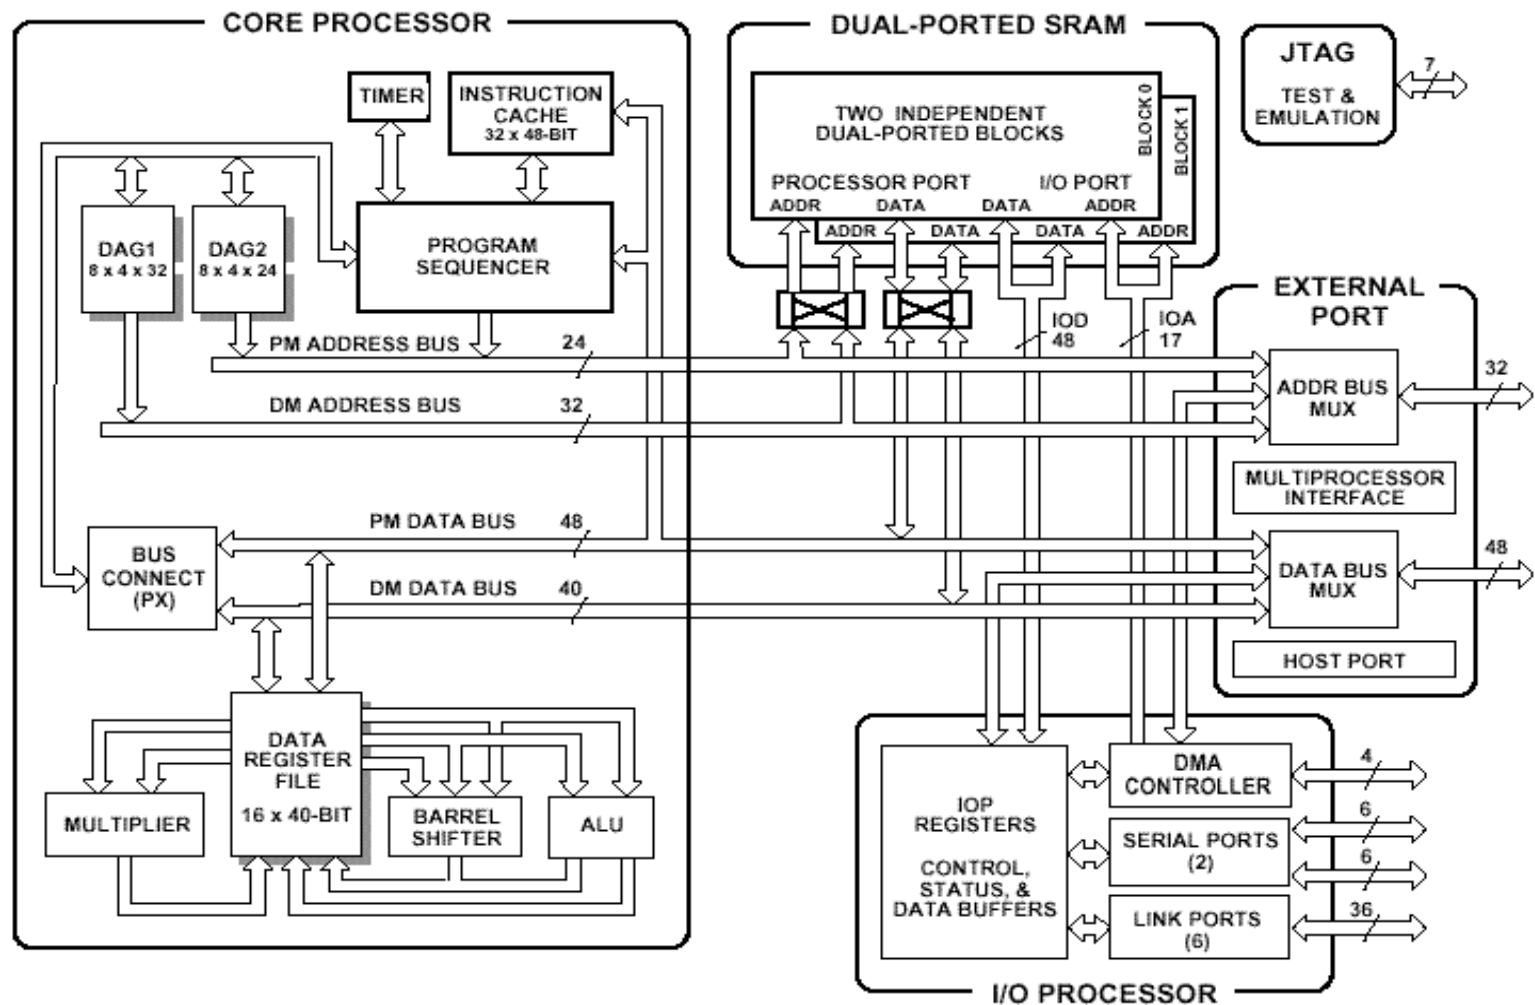 CORE PROCESSOR
TIMER
INSTRUCTION
CACHE
32 x 48-BIT
DAG1
8 x 4 x 32
DAG2
8 x 4 x 24
PROGRAM
SEQUENCER
PM ADDRESS BUS 24
DM ADDRESS BUS 32
PM DATA BUS 48
DM DATA BUS 40
BUS
CONNECT
(PX)
DATA
REGISTER
FILE
16 x 40-BIT
MULTIPLIER
BARREL
SHIFTER
ALU
DUAL-PORTED SRAM
TWO INDEPENDENT
DUAL-PORTED BLOCKS
BLOCK 0
BLOCK 1
PROCESSOR PORT I/O PORT
ADDR DATA DATA ADDR
ADDR DATA DATA ADDR
IOD
48
IOA
17
JTAG
TEST &
EMULATION
7
EXTERNAL
PORT
ADDR BUS
MUX
32
MULTIPROCESSOR
INTERFACE
DATA BUS
MUX
48
HOST PORT
IOP
REGISTERS
CONTROL,
STATUS, &
DATA BUFFERS
DMA
CONTROLLER
4
SERIAL PORTS
(2)
6
6
LINK PORTS
(6)
36
I/O PROCESSOR